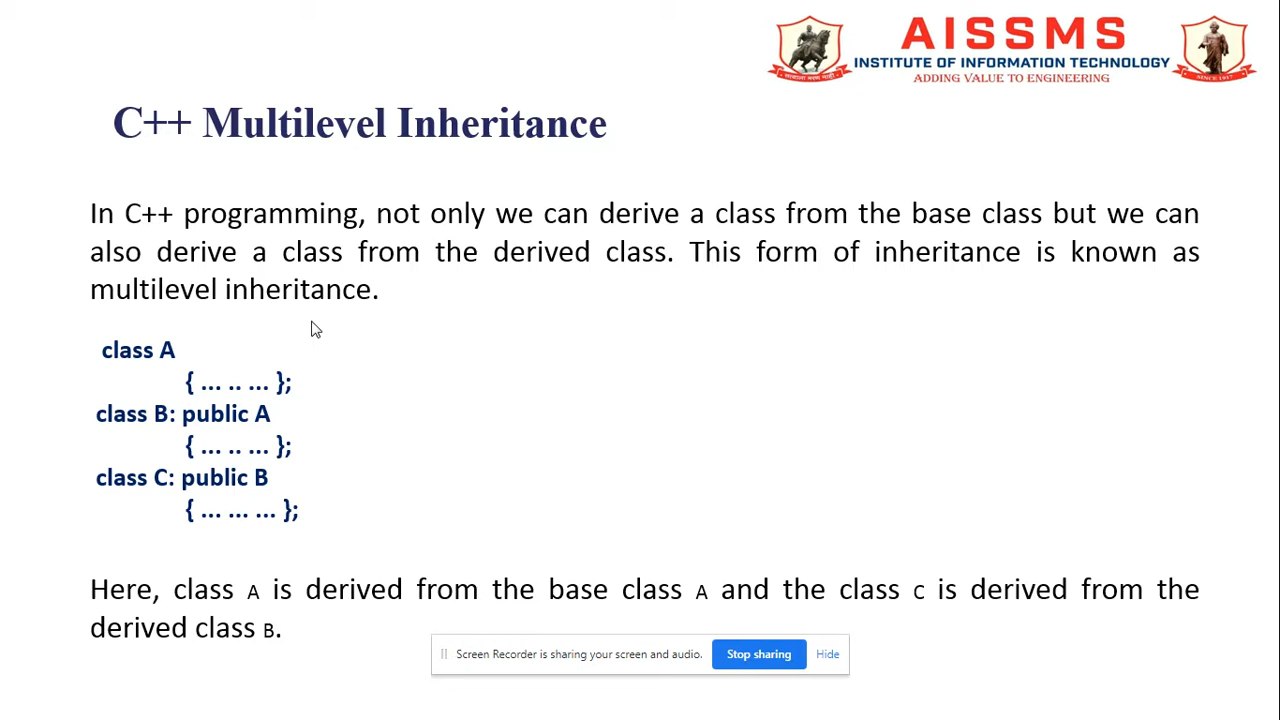 AISSMS
INSTITUTE OF INFORMATION TECHNOLOGY
ADDING VALUE TO ENGINEERING
SINCE 1917
C++ Multilevel Inheritance
In C++ programming, not only we can derive a class from the base class but we can
also derive a class from the derived class. This form of inheritance is known as
multilevel inheritance.
class A
{ ... .. ... };
class B: public A
{ ... .. ... };
class C: public B
{ ... ... ... };
Here, class A is derived from the base class A and the class C is derived from the
derived class B.
Screen Recorder is sharing your screen and audio.
Stop sharing
Hide